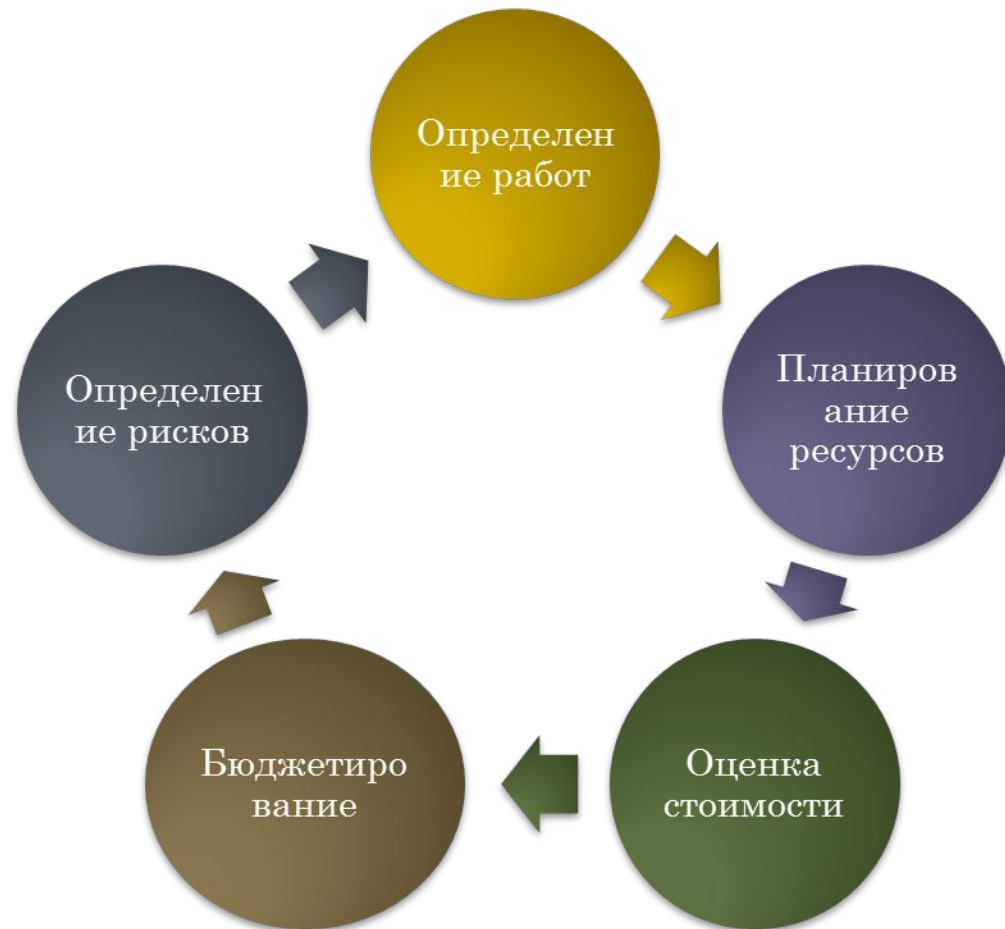 Определен
ие работ
Планиров
ание
ресурсов
Оценка
стоимости
Бюджетиро
вание
Определен
ие рисков